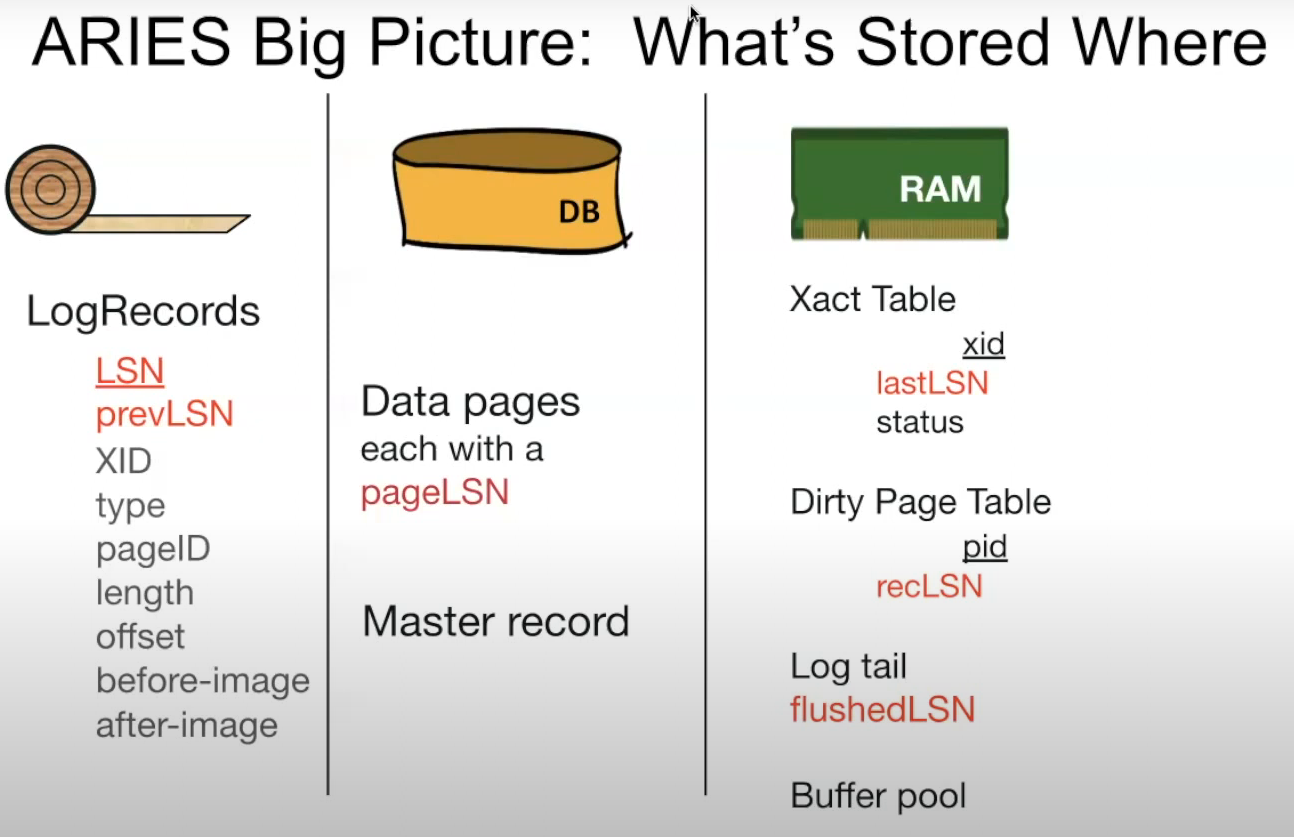 ARIES Big Picture: What's Stored Where
LogRecords
LSN
prevLSN
XID
type
pageID
length
offset
before-image
after-image
DB
Data pages
each with a
pageLSN
Master record
RAM
Xact Table
xid
lastLSN
status
Dirty Page Table
pid
recLSN
Log tail
flushedLSN
Buffer pool